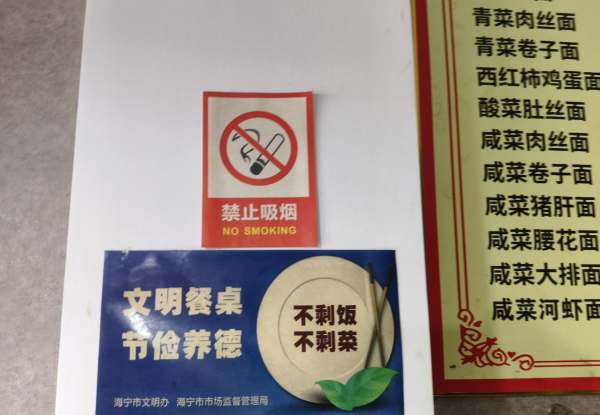 禁止吸烟
NO SMOKING
文明餐桌
节俭养德
不剩饭
不剩菜
海宁市文明办 海宁市市场监督管理局
青菜肉丝面
青菜卷子面
西红柿鸡蛋面
酸菜肚丝面
咸菜肉丝面
咸菜卷子面
咸菜猪肝面
咸菜腰花面
咸菜大排面
咸菜河虾面